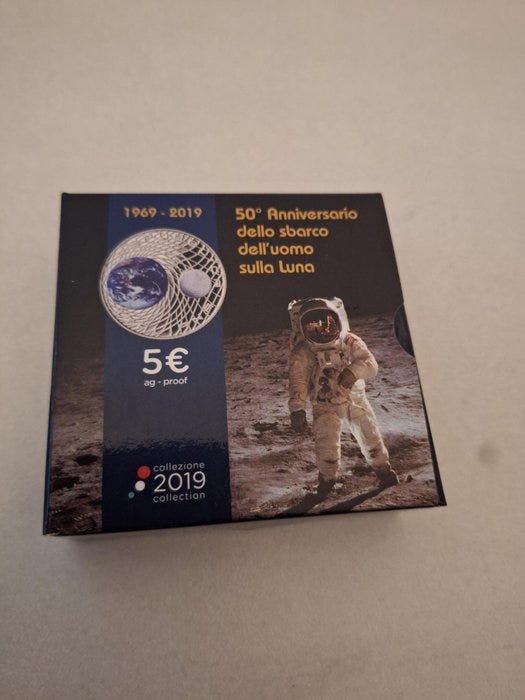 1969 - 2019
50° Anniversario
dello sbarco
dell'uomo
sulla Luna
5€
ag - proof
collezione
2019
collection